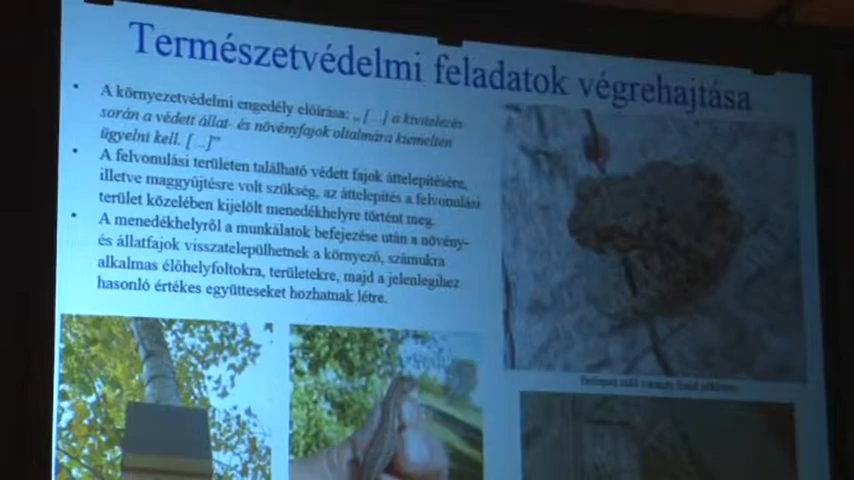 Természetvédelmi feladatok végrehajtása
• A környezetvédelmi engedély előírása: „ […] a kivitelezés
során a védett állat- és növényfajok oltalmára kiemelten
ügyelni kell. […]”
• A felvonulási területen található védett fajok áttelepítésére,
illetve maggyűjtésre volt szükség, az áttelepítés a felvonulási
terület közelében kijelölt menedékhelyre történt meg.
• A menedékhelyről a munkálatok befejezése után a növény-
és állatfajok visszatelepülhetnek a környező, számukra
alkalmas élőhelyfoltokra, területekre, majd a jelenlegihez
hasonló értékes együtteseket hozhatnak létre.